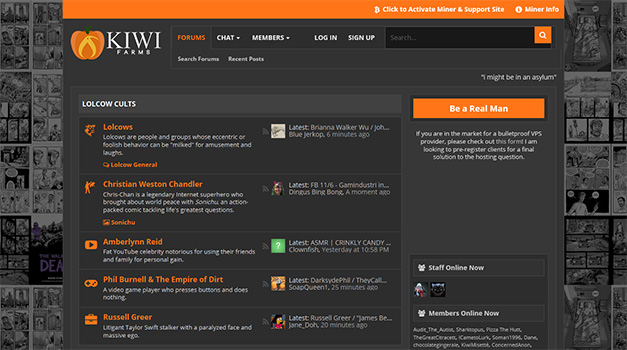 Click to Activate Miner & Support Site Miner Info
KIWI
FARMS
FORUMS CHAT MEMBERS LOG IN SIGN UP Search...
Search Forums Recent Posts
"i might be in an asylum"
LOLCOW CULTS
Lolcows
Lolcows are people and groups whose eccentric or
foolish behavior can be "milked" for amusement and
laughs.
Lolcow General
Latest: Brianna Walker Wu / Joh...
Blue Jerkop, 6 minutes ago
Christian Weston Chandler
Chris-Chan is a legendary Internet superhero who
brought about world peace with Sonichu, an action-
packed comic tackling life's greatest questions.
Sonichu
Latest: FB 11/6 - Gamindustri in...
Dingus Bing Bong, A moment ago
Amberlynn Reid
Fat YouTube celebrity notorious for using their friends
and family for personal gain.
Latest: ASMR | CRINKLY CANDY ...
Clownfish, Yesterday at 10:58 PM
Phil Burnell & The Empire of Dirt
A video game player who presses buttons and does
nothing.
Latest: DarksydePhil / TheyCall...
SoapQueen1, 25 minutes ago
Russell Greer
Litigant Taylor Swift stalker with a paralyzed face and
massive ego.
Latest: Russell Greer / "James Be...
Jane_Doh, 20 minutes ago
Be a Real Man
If you are in the market for a bulletproof VPS
provider, please check out this form! I am
looking to pre-register clients for a final
solution to the hosting question.
Staff Online Now
Members Online Now
Audit_The_Autist, Sharktopus, Pizza The Hutt,
TheGreatCitracett, ICametoLurk, Somari1996, Dane,
chocolategingerale, KiwiMisettd, ConcernedAnon,